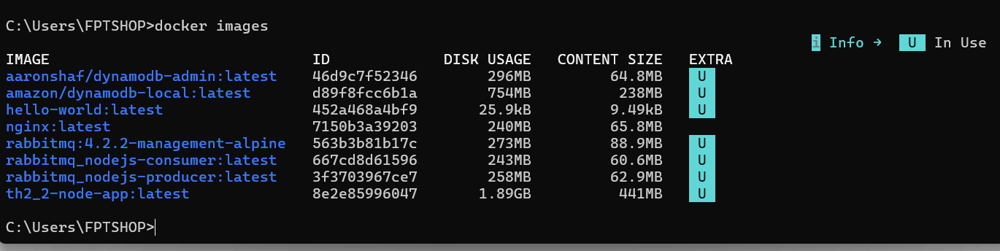 C:\Users\FPTSHOP>docker images
i Info → U In Use
IMAGE ID DISK USAGE CONTENT SIZE EXTRA
aaronshaf/dynamodb-admin:latest 46d9c7f52346 296MB 64.8MB U
amazon/dynamodb-local:latest d89f8fcc6b1a 754MB 238MB U
hello-world:latest 452a468a4bf9 25.9kB 9.49kB U
nginx:latest 7150b3a39203 240MB 65.8MB
rabbitmq:4.2.2-management-alpine 563b3b81b17c 273MB 88.9MB U
rabbitmq_nodejs-consumer:latest 667cd8d61596 243MB 60.6MB U
rabbitmq_nodejs-producer:latest 3f3703967ce7 258MB 62.9MB U
th2_2-node-app:latest 8e2e85996047 1.89GB 441MB U
C:\Users\FPTSHOP>